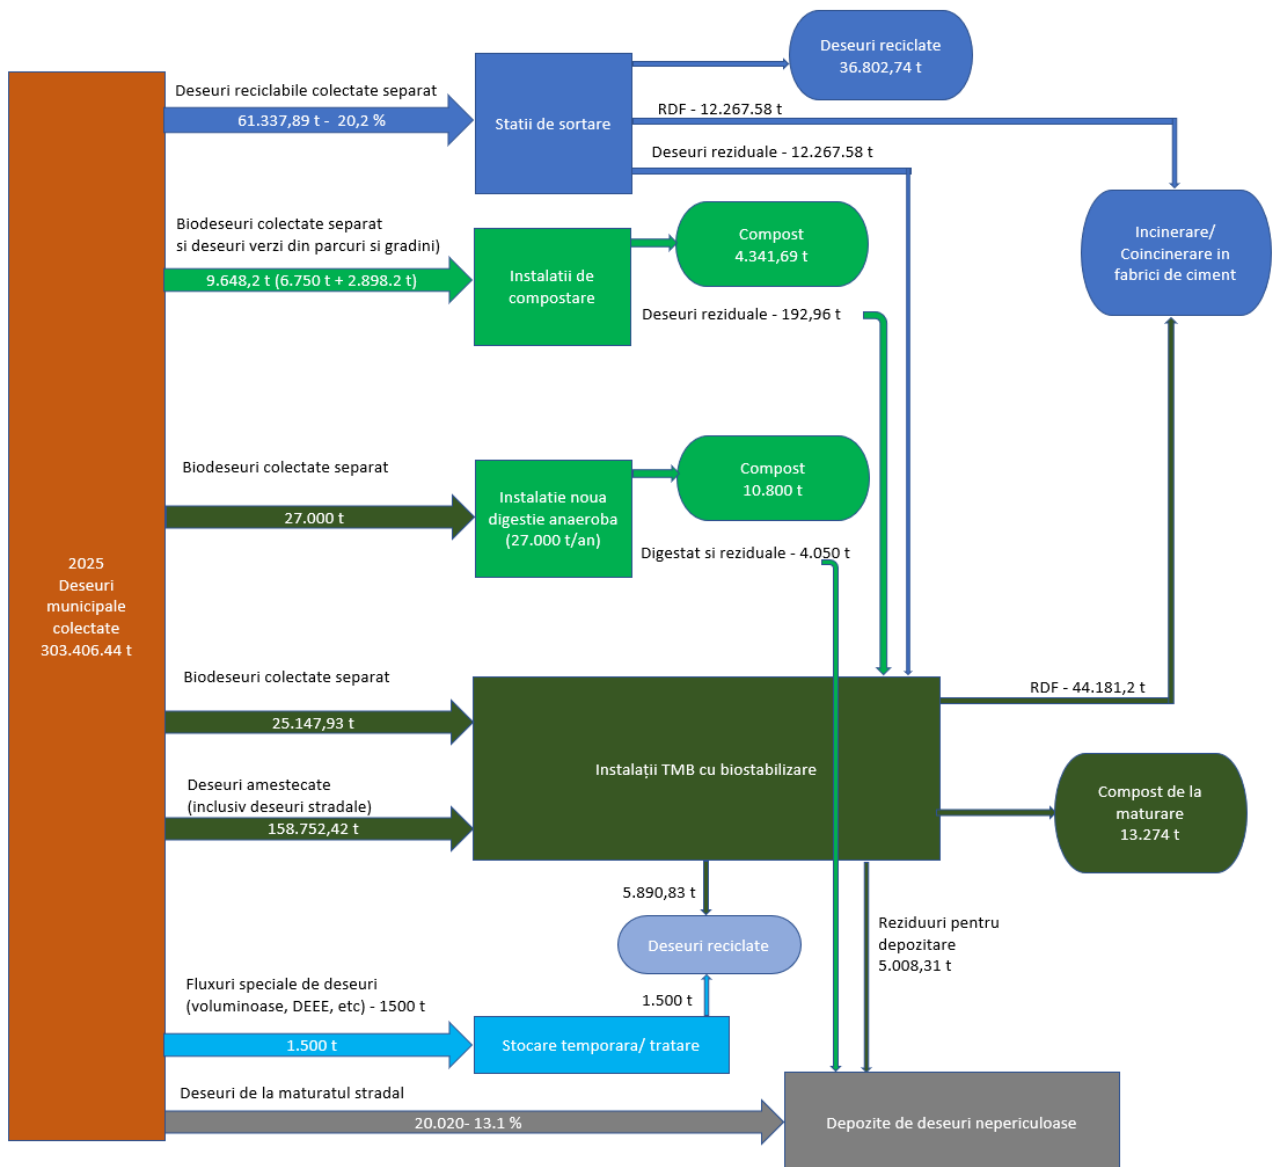 Deseuri reciclate
36.802,74 t
Deseuri reciclabile colectate separat
61.337,89 t -  20,2 %
Statii de sortare
RDF - 12.267.58 t
Deseuri reziduale - 12.267.58 t
Biodeseuri colectate separat
si deseuri verzi din parcuri si gradini)
9.648,2 t (6.750 t + 2.898.2 t)
Instalatii de
compostare
Compost
4.341,69 t
Incinerare/
Coincinerare in
fabrici de ciment
Deseuri reziduale - 192,96 t
Biodeseuri colectate separat
27.000 t
Instalatie noua
digestie anaeroba
(27.000 t/an)
Compost
10.800 t
Digestat si reziduale - 4.050 t
2025
Deseuri
municipale
colectate
303.406.44 t
Biodeseuri colectate separat
25.147,93 t
RDF - 44.181,2 t
Instalații TMB cu biostabilizare
Deseuri amestecate
(inclusiv deseuri stradale)
158.752,42 t
Compost de la
maturare
13.274 t
5.890,83 t
Deseuri reciclate
Reziduuri pentru
depozitare
5.008,31 t
Fluxuri speciale de deseuri
(voluminoase, DEEE, etc) - 1500 t
1.500 t
1.500 t
Stocare temporara/ tratare
Deseuri de la maturatul stradal
20.020- 13.1 %
Depozite de deseuri nepericuloase